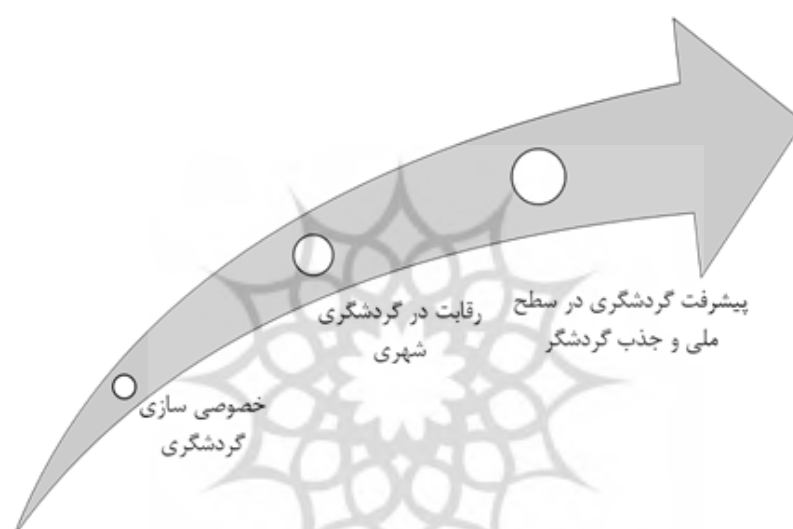 پیشرفت گردشگری در سطح
ملی و جذب گردشگر
رقابت در گردشگری
شهری
خصوصی سازی
گردشگری